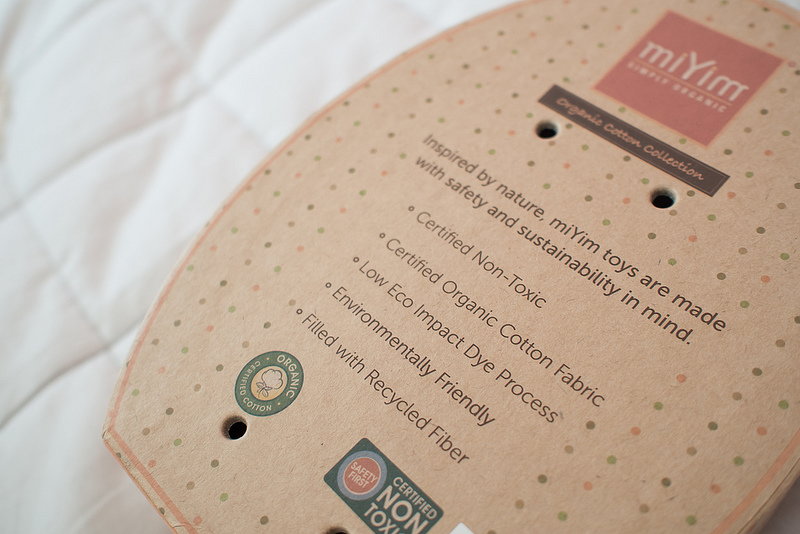 miYim
SIMPLY ORGANIC
Organic Cotton Collection
Inspired by nature, miYim toys are made
with safety and sustainability in mind.
Certified Non-Toxic
Certified Organic Cotton Fabric
Low Eco Impact Dye Process
Environmentally Friendly
Filled with Recycled Fiber
ORGANIC
CERTIFIED COTTON
SAFETY
FIRST
CERTIFIED
NON
TOXI